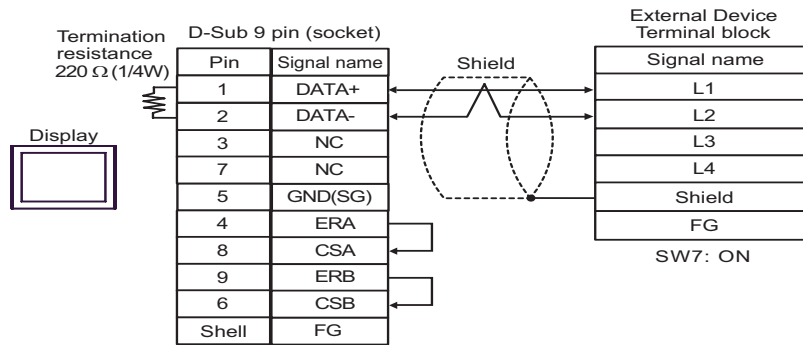 Termination
resistance
220 Ω (1/4W)
Display
D-Sub 9 pin (socket)
Pin Signal name
1 DATA+
2 DATA-
3 NC
7 NC
5 GND(SG)
4 ERA
8 CSA
9 ERB
6 CSB
Shell FG
Shield
External Device
Terminal block
Signal name
L1
L2
L3
L4
Shield
FG
SW7: ON